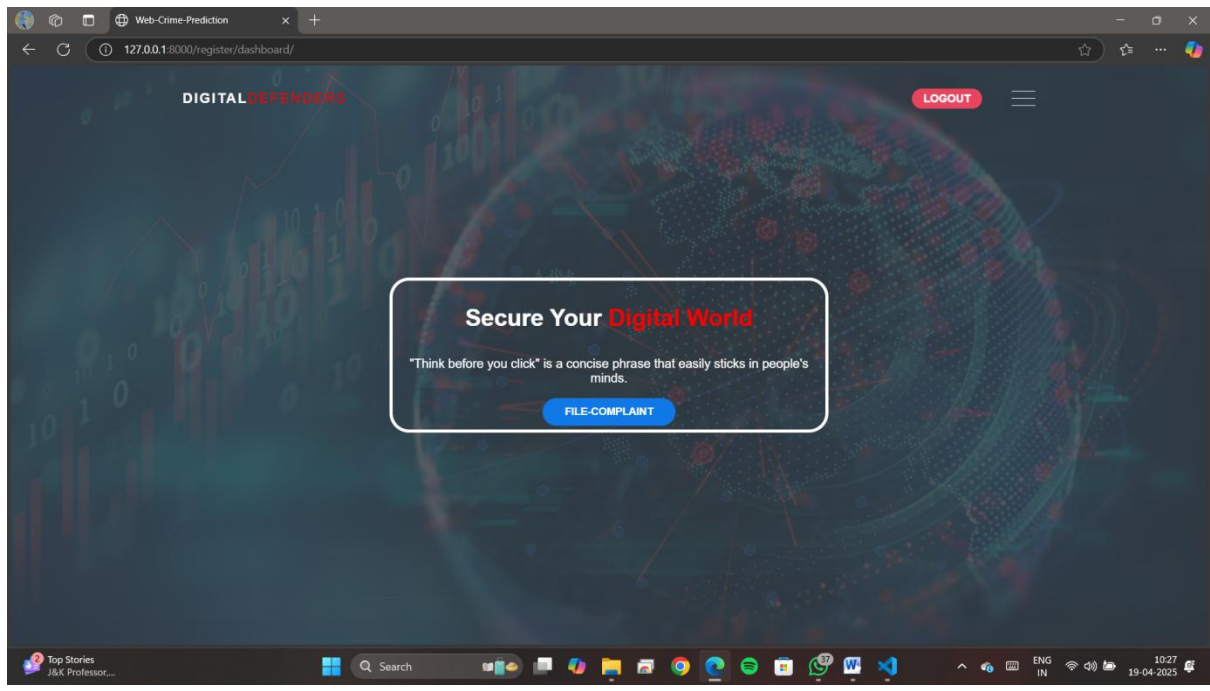 Web-Crime-Prediction
127.0.0.1:8000/register/dashboard/
DIGITALDEFENDERS
LOGOUT
Secure Your Digital World
"Think before you click" is a concise phrase that easily sticks in people's
minds.
FILE-COMPLAINT
2
Top Stories
J&K Professor,...
Search
37
ENG
IN
10:27
19-04-2025